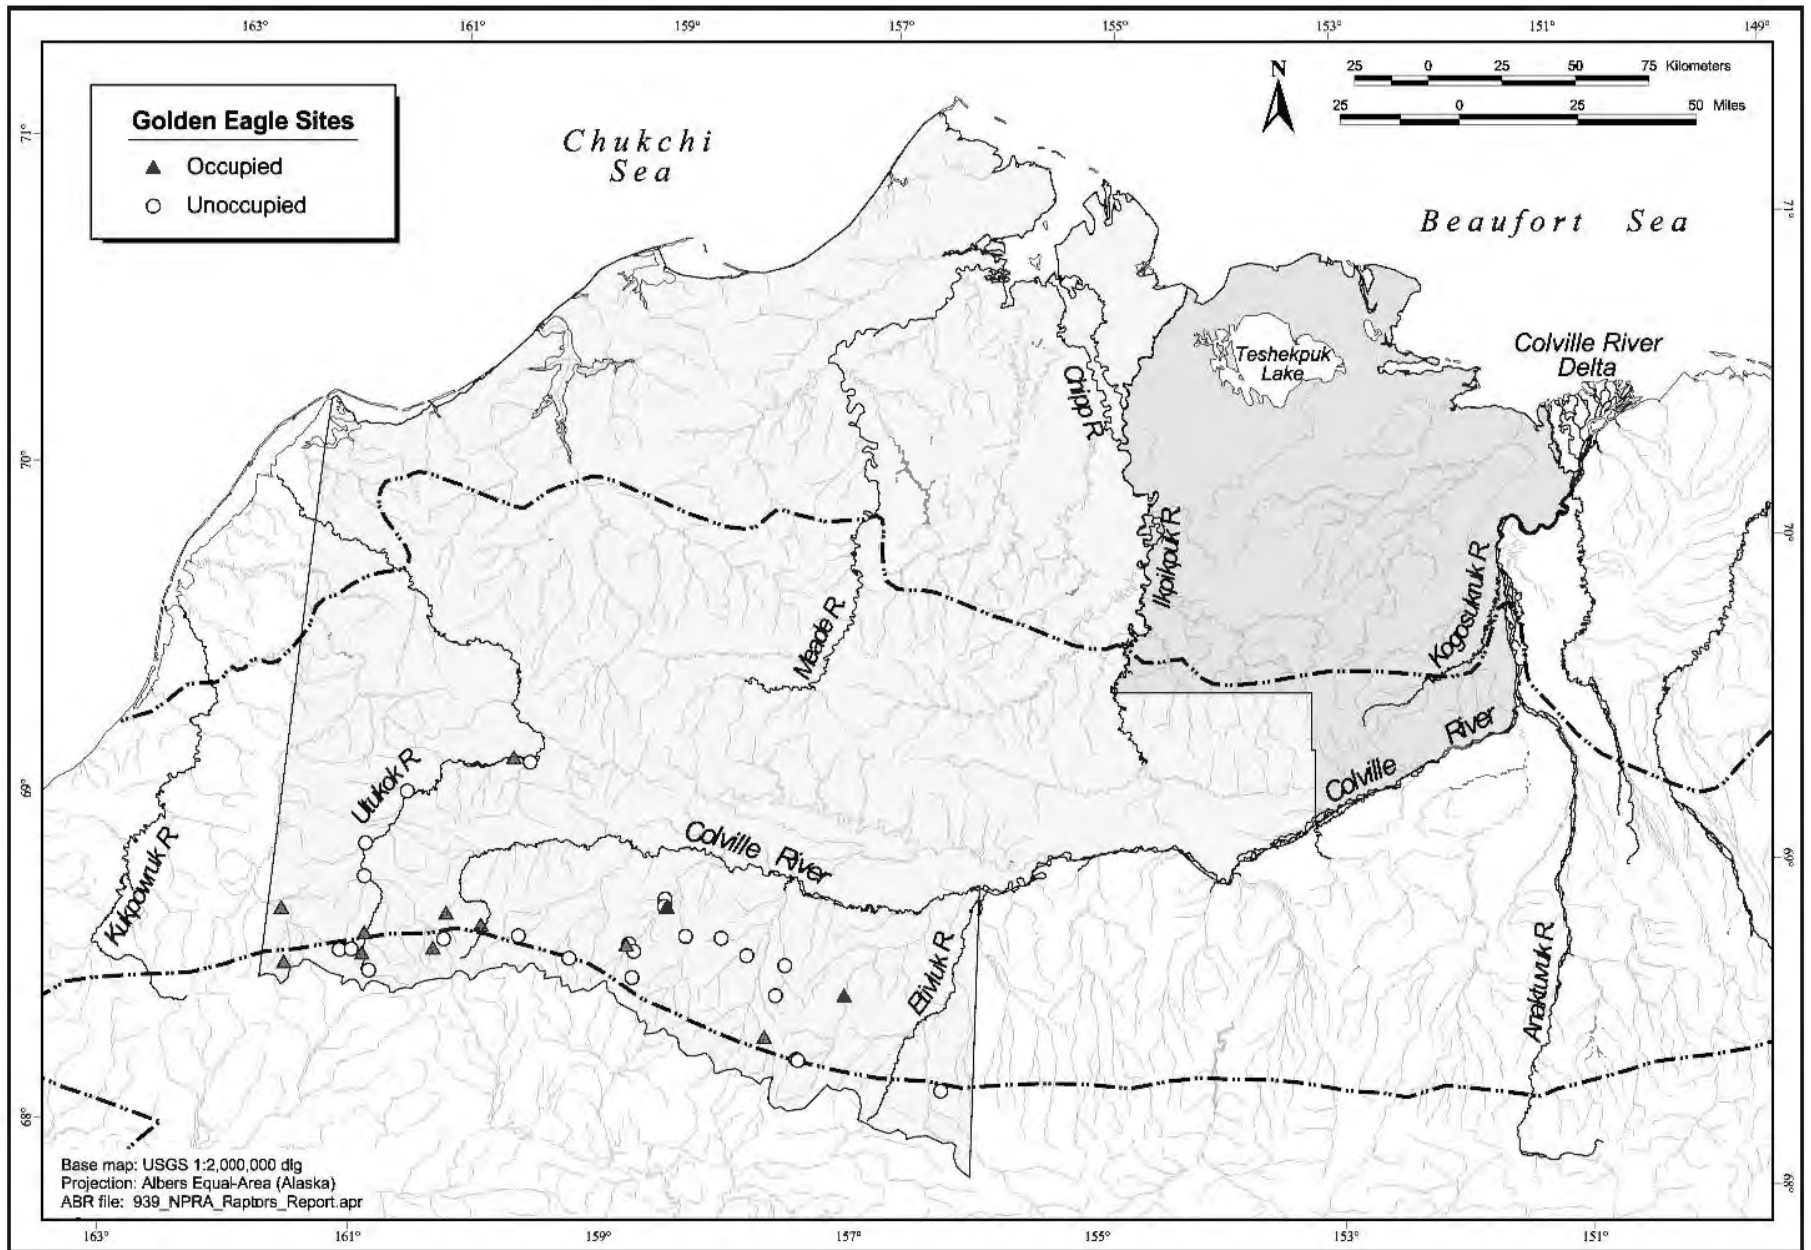 163° 161° 159° 157° 155° 153° 151° 149°
N
25 0 25 50 75 Kilometers
25 0 25 50 Miles
Golden Eagle Sites
Occupied
Unoccupied
Chukchi
Sea
Beaufort Sea
71°
71°
Teshekpuk
Lake
Colville River
Delta
Chipp R
70°
70°
Ikpikpuk R
Kogosukruk R
Meade R
Utukok R
Colville River
69°
69°
Kukpowruk R
Colville River
Etivluk R
Anaktuvuk R
68°
68°
Base map: USGS 1:2,000,000 dlg
Projection: Albers Equal-Area (Alaska)
ABR file: 939_NPRA_Raptors_Report.apr
163° 161° 159° 157° 155° 153° 151°